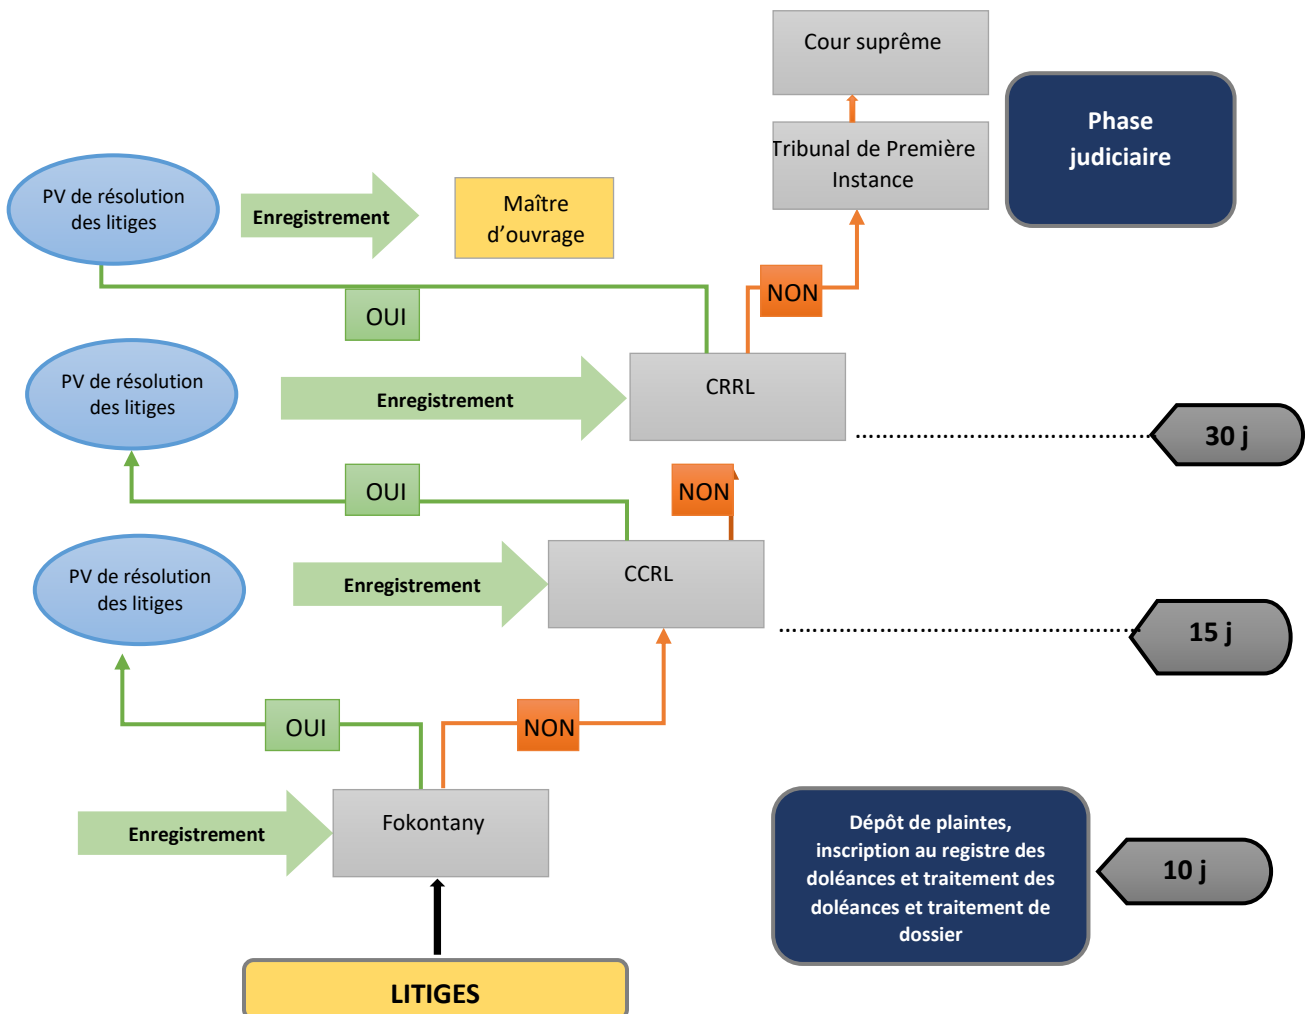 Cour suprême
Phase
judiciaire
Tribunal de Première
Instance
PV de résolution
des litiges
Enregistrement
Maître
d’ouvrage
NON
OUI
PV de résolution
des litiges
Enregistrement
CRRL
30 j
OUI
NON
PV de résolution
des litiges
Enregistrement
CCRL
15 j
OUI
NON
Enregistrement
Fokontany
Dépôt de plaintes,
inscription au registre des
doléances et traitement des
doléances et traitement de
dossier
10 j
LITIGES